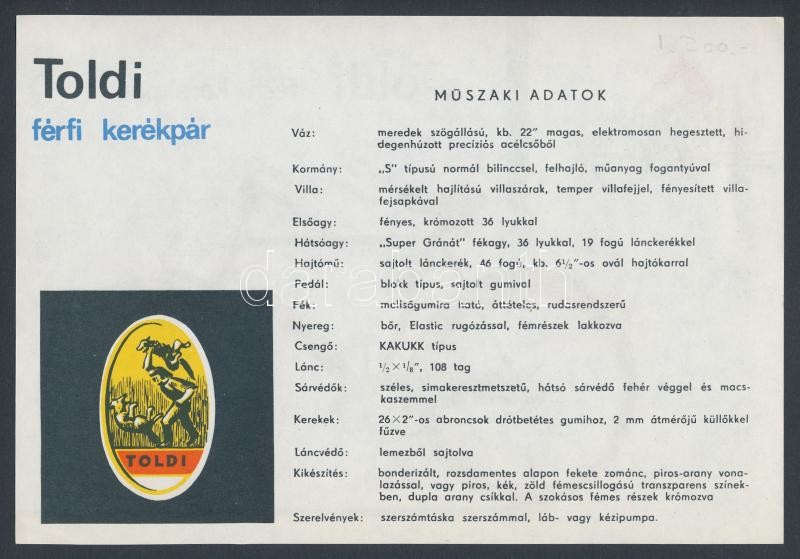 1.200.-
Toldi
férfi kerékpár
MŰSZAKI ADATOK
Váz: meredek szögállású, kb. 22" magas, elektromosan hegesztett, hi-
degenhúzott precíziós acélcsőből
Kormány: „S" típusú normál bilinccsel, felhajló, műanyag fogantyúval
Villa: mérsékelt hajlítású villaszárak, temper villafejjel, fényesített villa-
fejsapkával
Elsőagy: fényes, krómozott 36 lyukkal
Hátsóagy: „Super Gránát" fékagy, 36 lyukkal, 19 fogú lánckerékkel
Hajtómű: sajtolt lánckerék, 46 fogú, kb. 6 1/2"-os ovál hajtókarral
Pedál: blokk típus, sajtolt gumival
Fék: mellsőgumira ható, áttételes, rudasrendszerű
Nyereg: bőr, Elastic rugózással, fémrészek lakkozva
Csengő: KAKUKK típus
Lánc: 1/2×1/8", 108 tag
Sárvédők: széles, simakeresztmetszetű, hátsó sárvédő fehér véggel és macs-
kaszemmel
Kerekek: 26×2"-os abroncsok drótbetétes gumihoz, 2 mm átmérőjű küllőkkel
fűzve
Láncvédő: lemezből sajtolva
Kikészítés: bonderizált, rozsdamentes alapon fekete zománc, piros-arany vona-
lazással, vagy piros, kék, zöld fémescsillogású transzparens színek-
ben, dupla arany csíkkal. A szokásos fémes részek krómozva
Szerelvények: szerszámtáska szerszámmal, láb- vagy kézipumpa.
TOLDI
darabanth